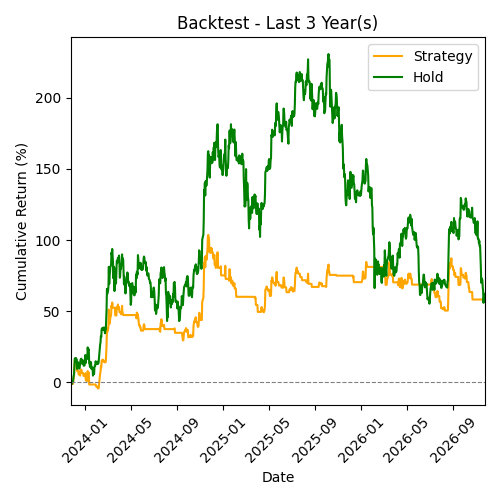 Backtest - Last 3 Year(s)
Strategy
Hold
Cumulative Return (%)
200
150
100
50
0
2024-01
2024-05
2024-09
2025-01
2025-05
2025-09
2026-01
2026-05
2026-09
Date